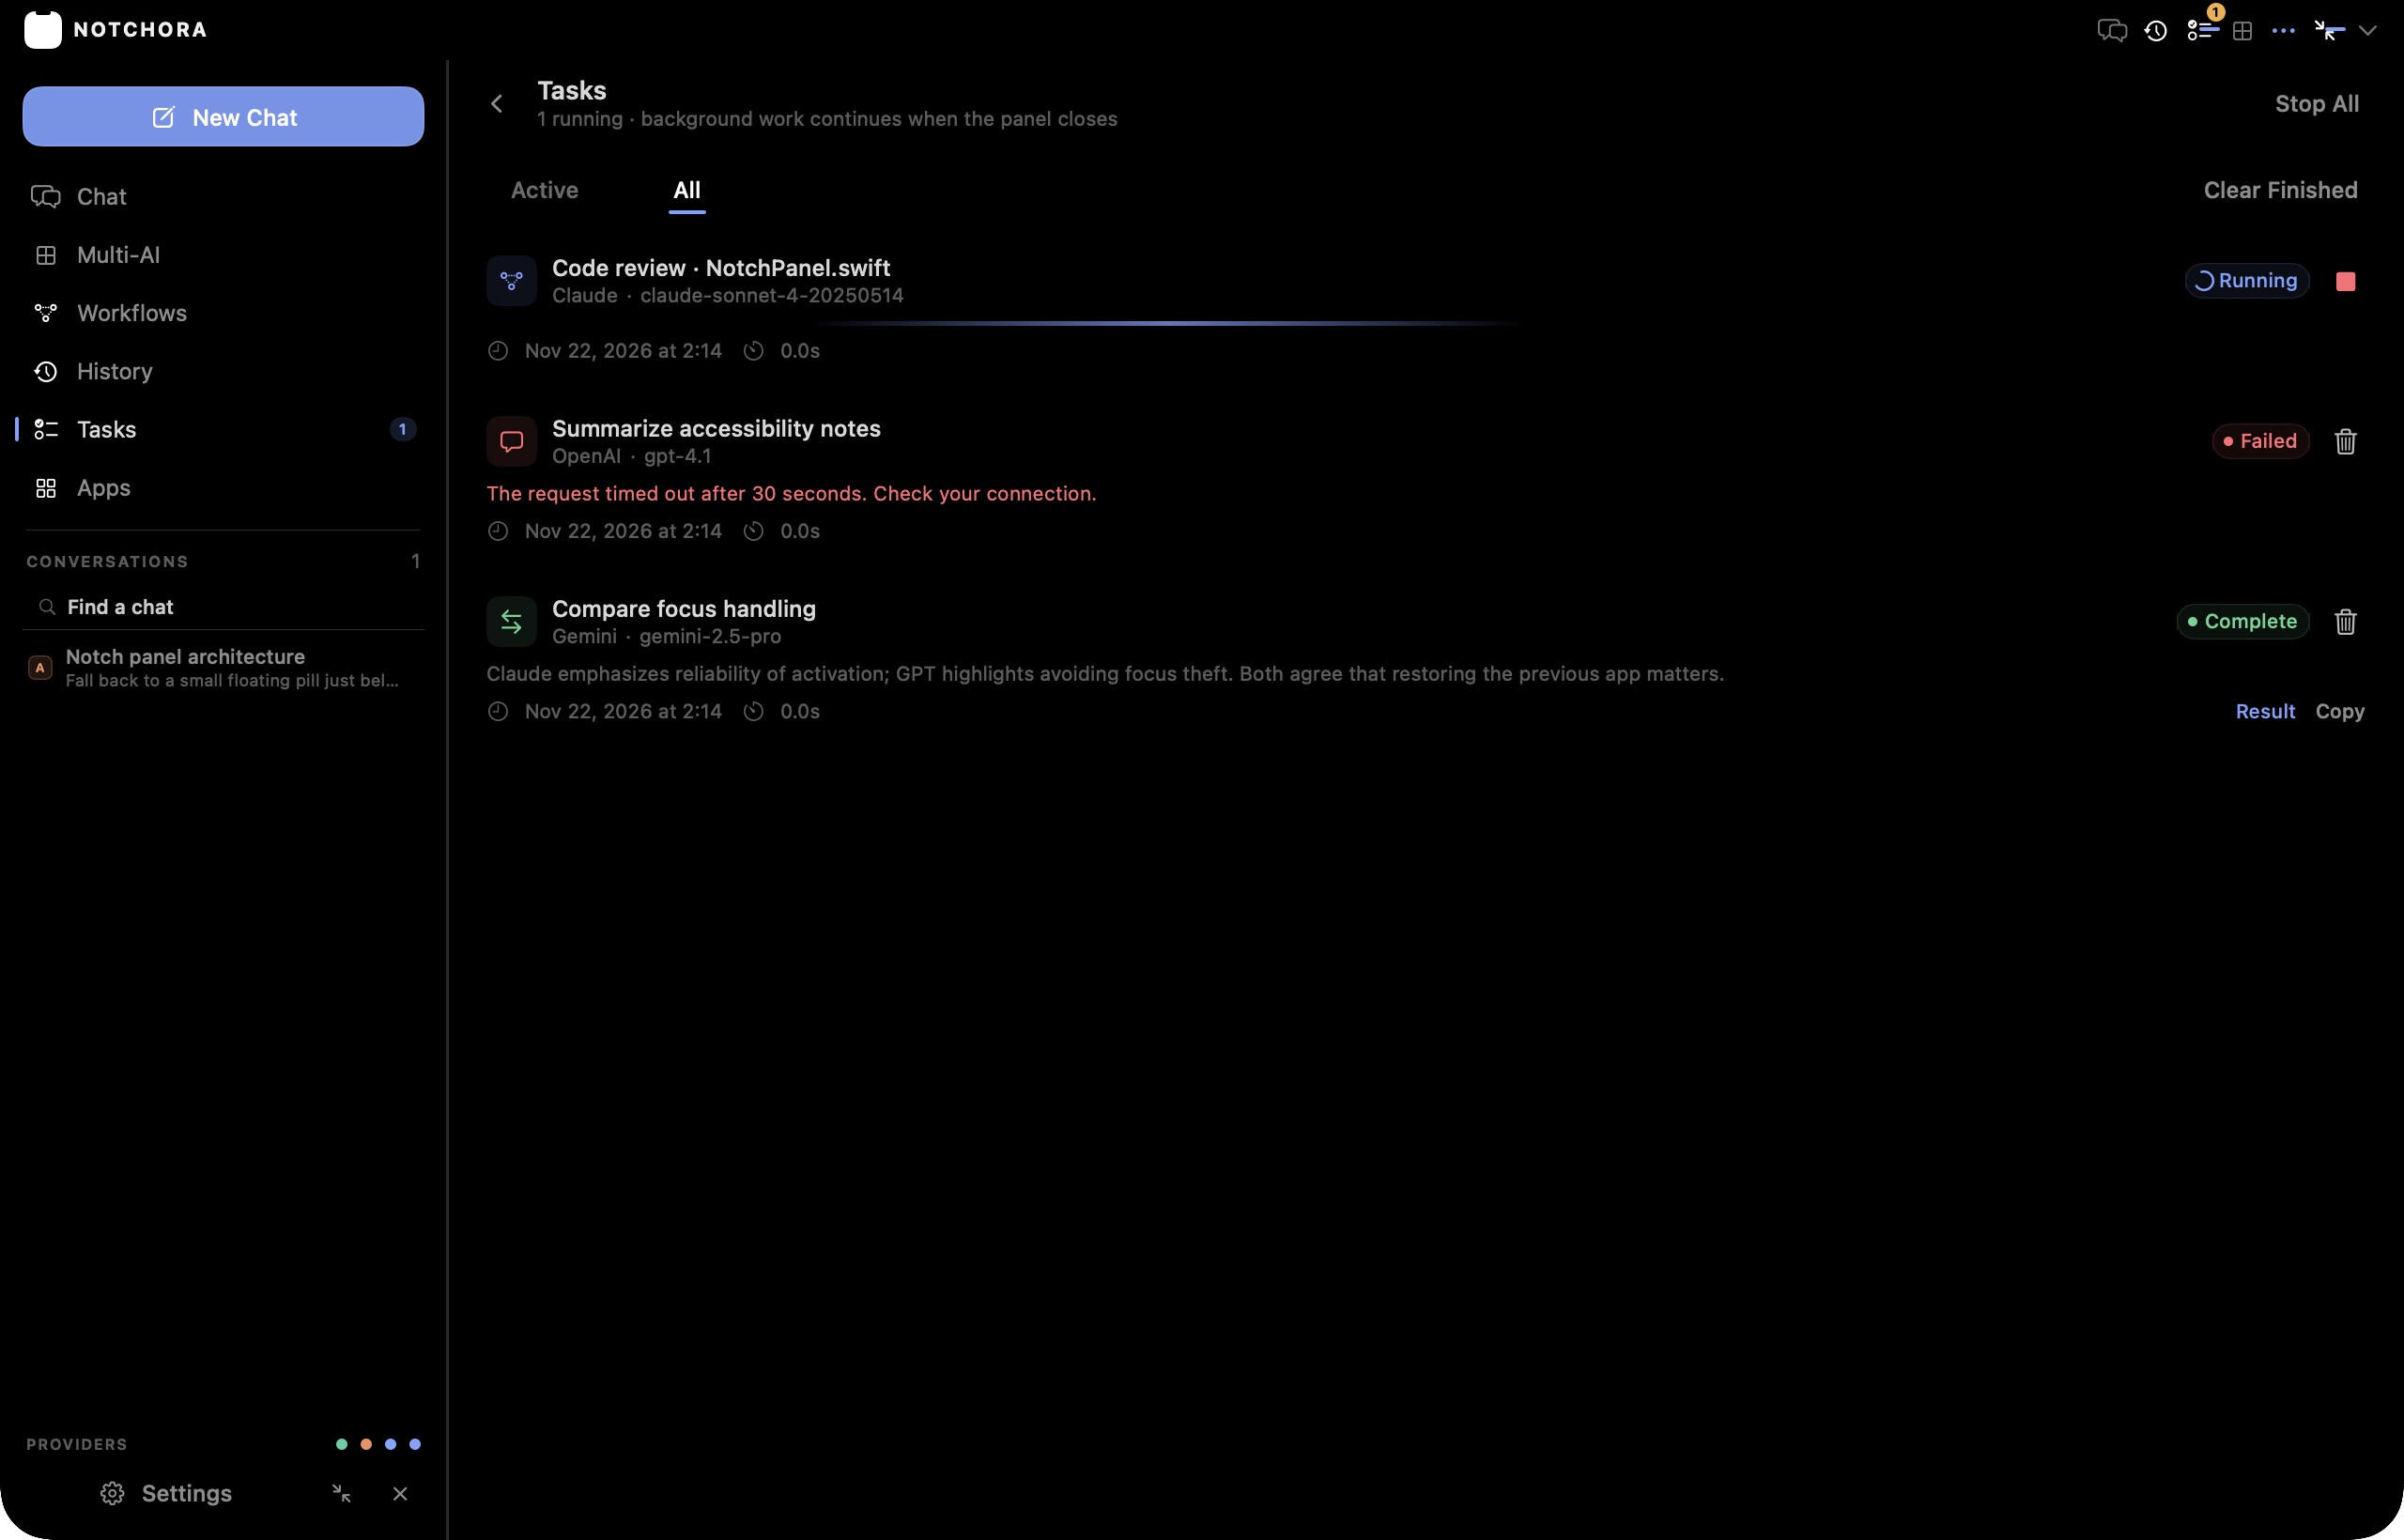 NOTCHORA
1
New Chat
Chat
Multi-AI
Workflows
History
Tasks 1
Apps
CONVERSATIONS 1
Find a chat
A
Notch panel architecture
Fall back to a small floating pill just bel...
PROVIDERS
Settings
Tasks
1 running · background work continues when the panel closes
Stop All
Active All Clear Finished
Code review · NotchPanel.swift
Claude · claude-sonnet-4-20250514
Running
Nov 22, 2026 at 2:14 0.0s
Summarize accessibility notes
OpenAI · gpt-4.1
Failed
The request timed out after 30 seconds. Check your connection.
Nov 22, 2026 at 2:14 0.0s
Compare focus handling
Gemini · gemini-2.5-pro
Complete
Claude emphasizes reliability of activation; GPT highlights avoiding focus theft. Both agree that restoring the previous app matters.
Nov 22, 2026 at 2:14 0.0s
Result Copy